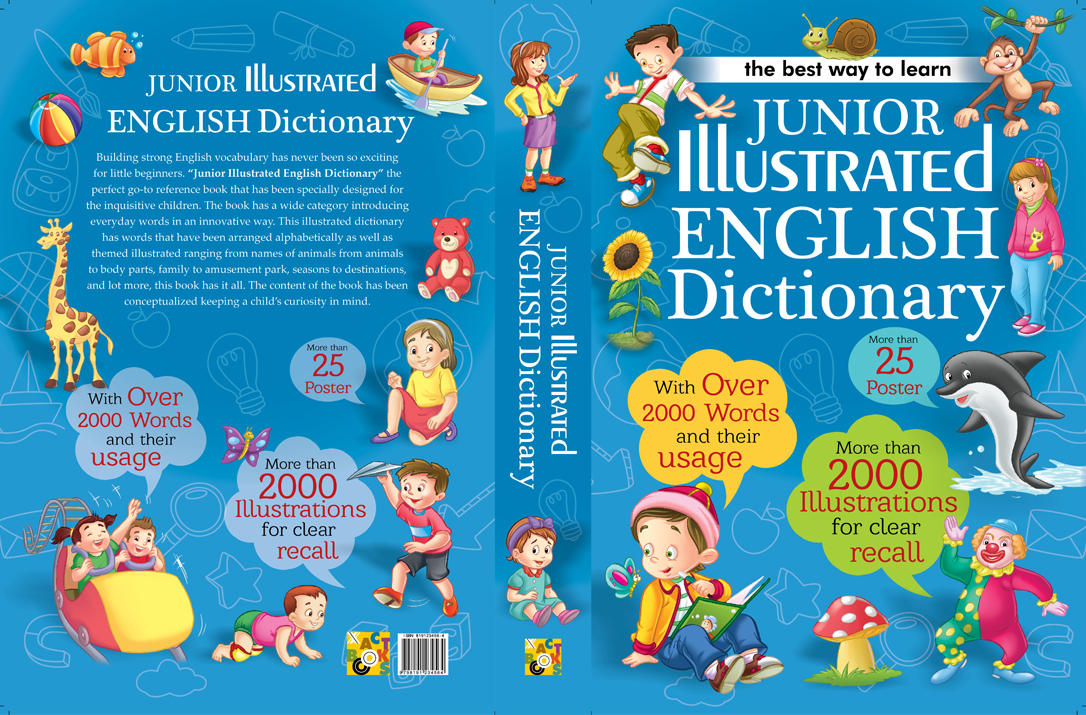 JUNIOR Illustrated
ENGLISH Dictionary
Building strong English vocabulary has never been so exciting
for little beginners. “Junior Illustrated English Dictionary” the
perfect go-to reference book that has been specially designed for
the inquisitive children. The book has a wide category introducing
everyday words in an innovative way. This illustrated dictionary
has words that have been arranged alphabetically as well as
themed illustrated ranging from names of animals from animals
to body parts, family to amusement park, seasons to destinations,
and lot more, this book has it all. The content of the book has been
conceptualized keeping a child’s curiosity in mind.
More than
25
Poster
With Over
2000 Words
and their
usage
More than
2000
Illustrations
for clear
recall
JUNIOR Illustrated
ENGLISH Dictionary
the best way to learn
JUNIOR
Illustrated
ENGLISH
Dictionary
More than
25
Poster
With Over
2000 Words
and their
usage
More than
2000
Illustrations
for clear
recall